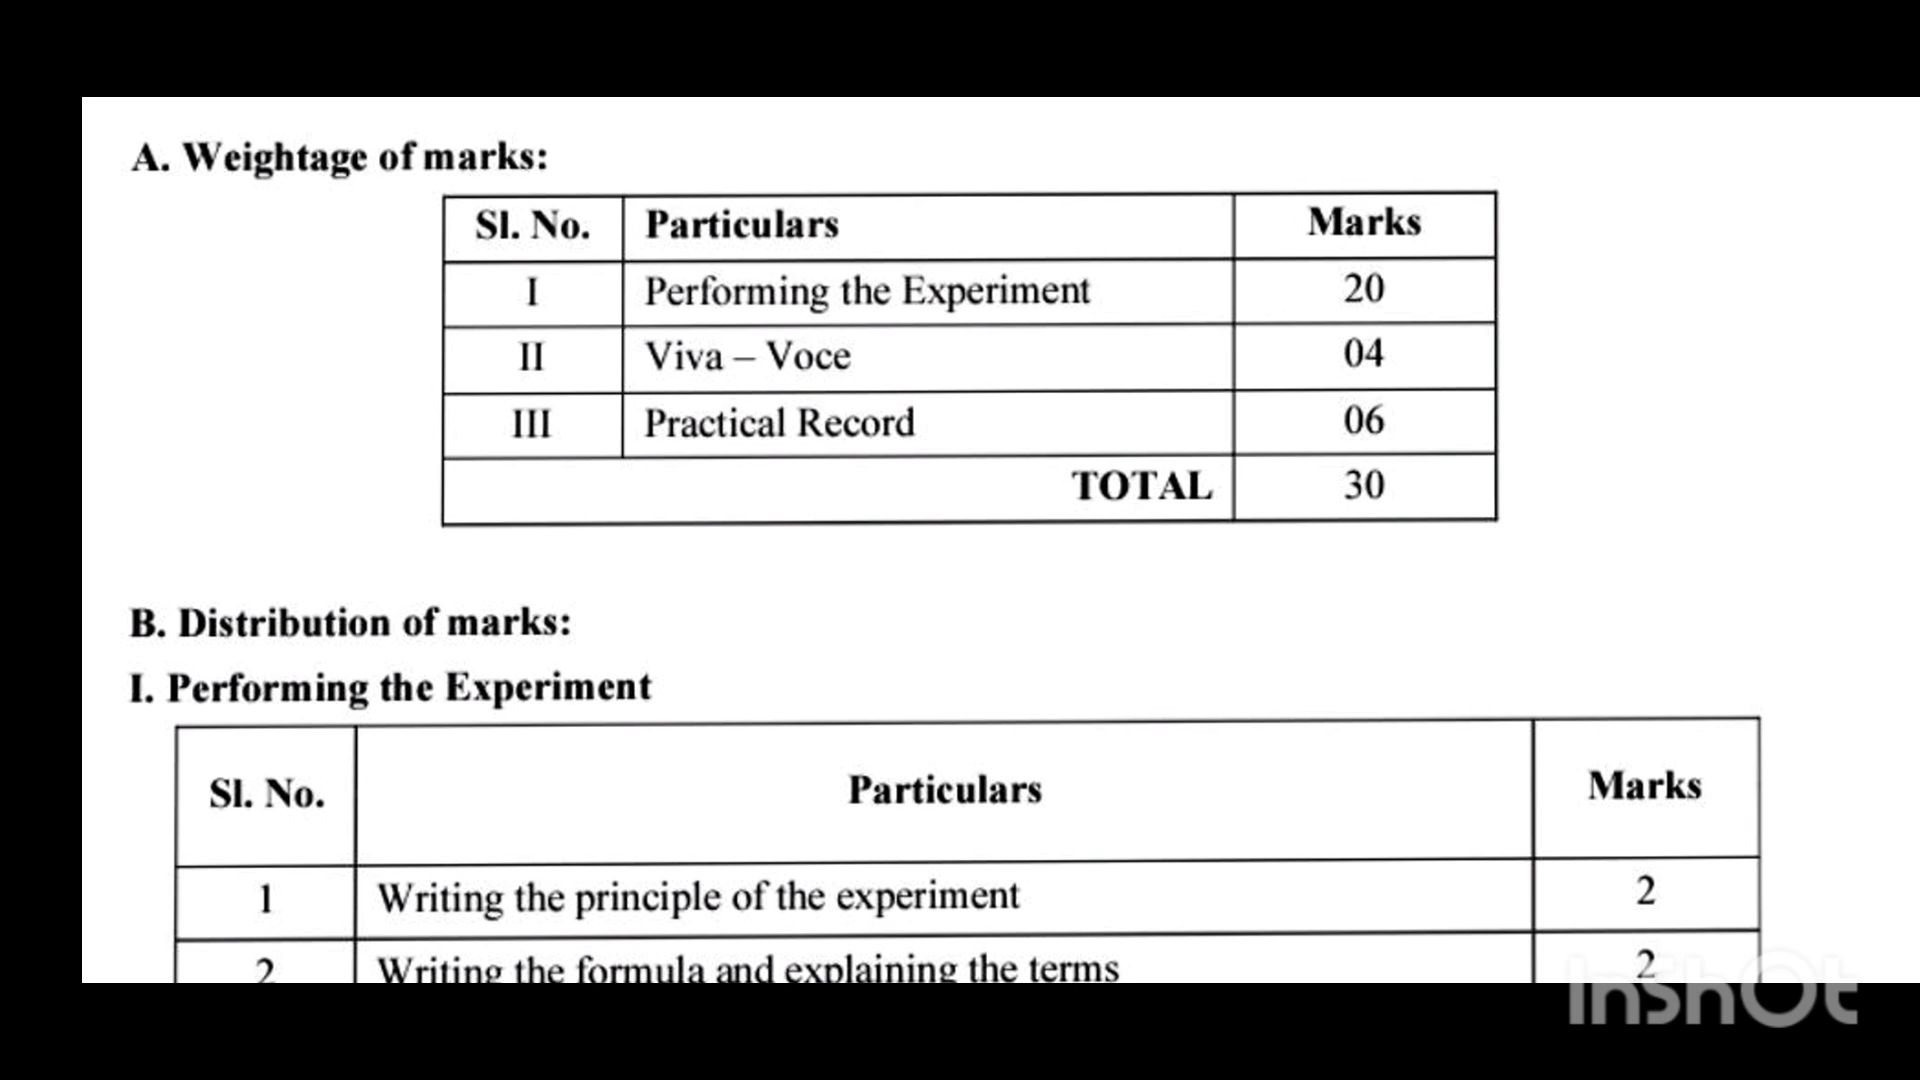 A. Weightage of marks:
Sl. No. Particulars Marks
I Performing the Experiment 20
II Viva – Voce 04
III Practical Record 06
TOTAL 30
B. Distribution of marks:
I. Performing the Experiment
Sl. No. Particulars Marks
1 Writing the principle of the experiment 2
2 Writing the formula and explaining the terms 2
InShOt